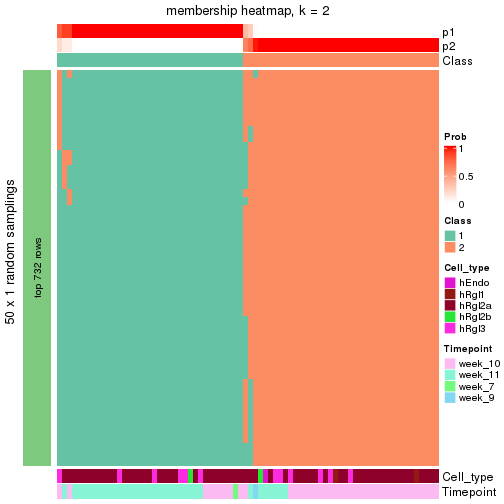 membership heatmap, k = 2
p1
p2
Class
50 x 1 random samplings
top 732 rows
Prob
1
0.5
0
Class
1
2
Cell_type
hEndo
hRgl1
hRgl2a
hRgl2b
hRgl3
Timepoint
week_10
week_11
week_7
week_9
Cell_type
Timepoint